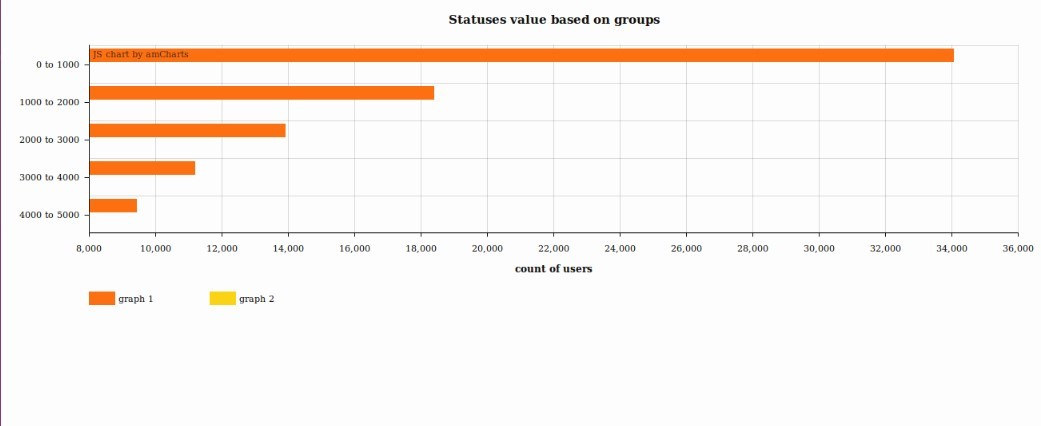 Statuses value based on groups
JS chart by amCharts
0 to 1000
1000 to 2000
2000 to 3000
3000 to 4000
4000 to 5000
8,000 10,000 12,000 14,000 16,000 18,000 20,000 22,000 24,000 26,000 28,000 30,000 32,000 34,000 36,000
count of users
graph 1 graph 2